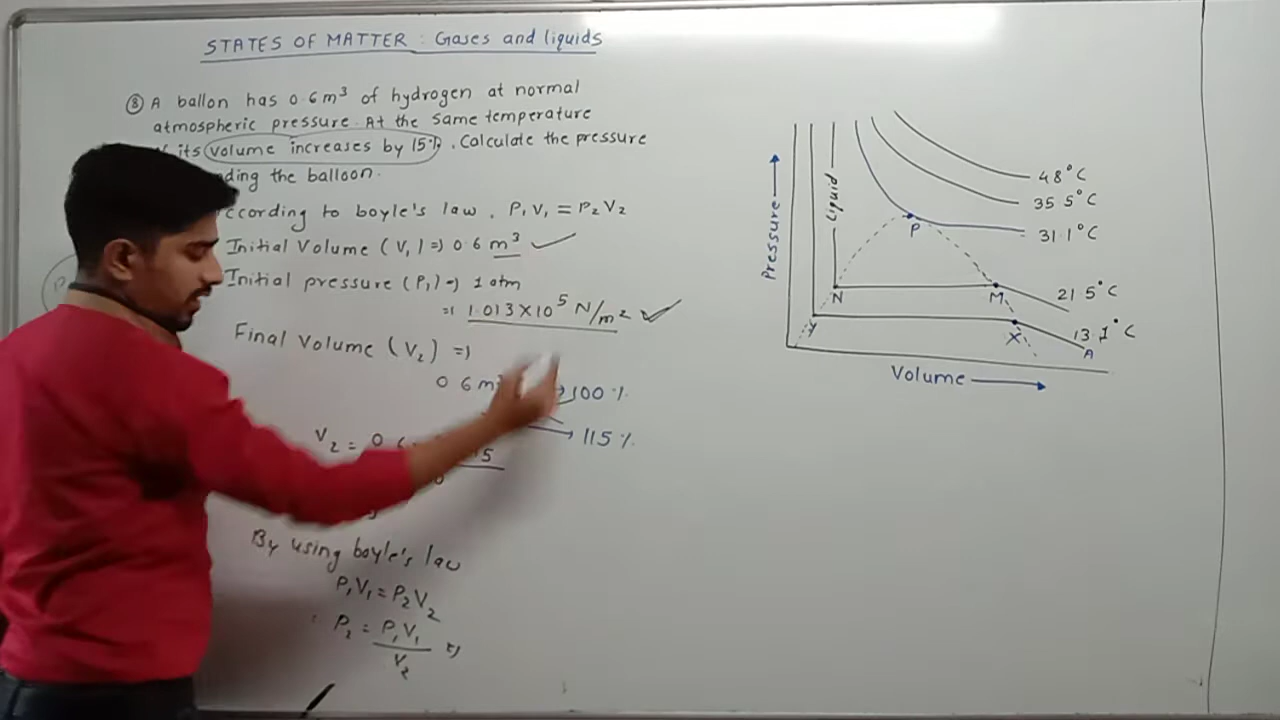 STATES OF MATTER : Gases and liquids
⑧ A ballon has 0.6 m³ of hydrogen at normal
atmospheric pressure. At the same temperature
its volume increases by 15%. Calculate the pressure
the balloon.
to boyle's law, P₁V₁ = P₂V₂
Initial Volume (V₁) => 0.6 m³
Initial pressure (P₁) => 1 atm
=> 1.013 X 10⁵ N/m²
Final Volume (V₂) =>
0.6 m → 100 %
→ 115 %
V₂ =
By using boyle's law
P₁V₁ = P₂V₂
P₂ = P₁V₁
V₂
Pressure →
Liquid
48°C
35.5°C
31.1°C
P
21.5°C
N
M
13.1°C
Y
X
A
Volume →